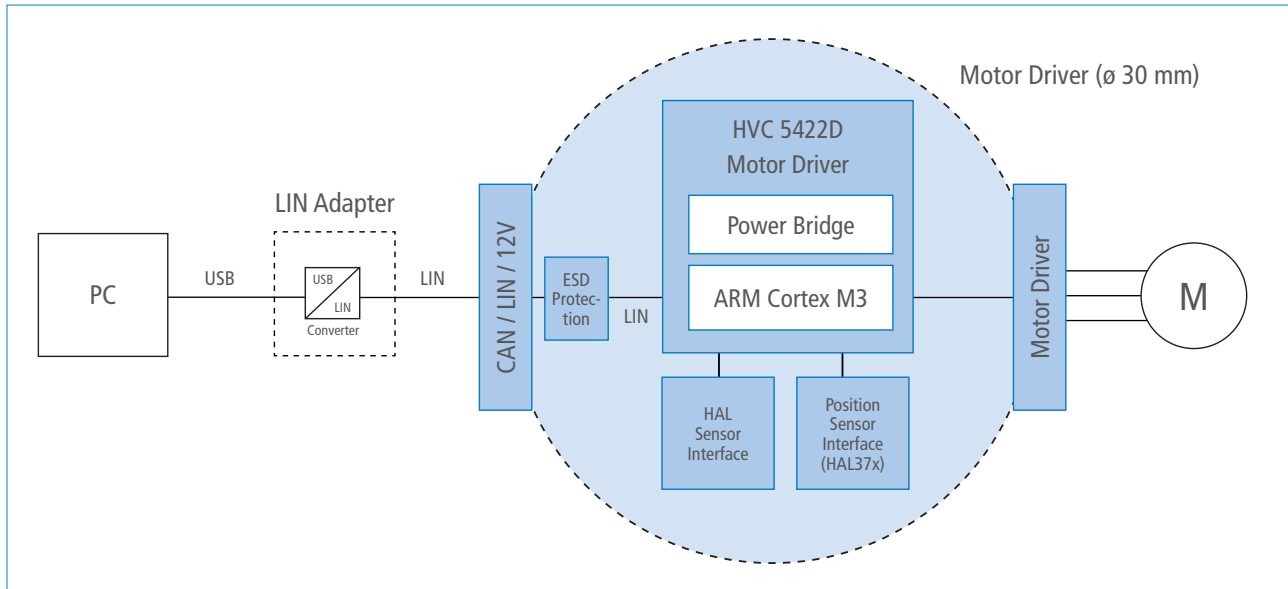 Motor Driver (ø 30 mm)
HVC 5422D
Motor Driver
Power Bridge
ARM Cortex M3
LIN Adapter
PC
USB
USB
LIN
Converter
LIN
CAN / LIN / 12V
ESD
Protec-
tion
LIN
HAL
Sensor
Interface
Position
Sensor
Interface
(HAL37x)
Motor Driver
M